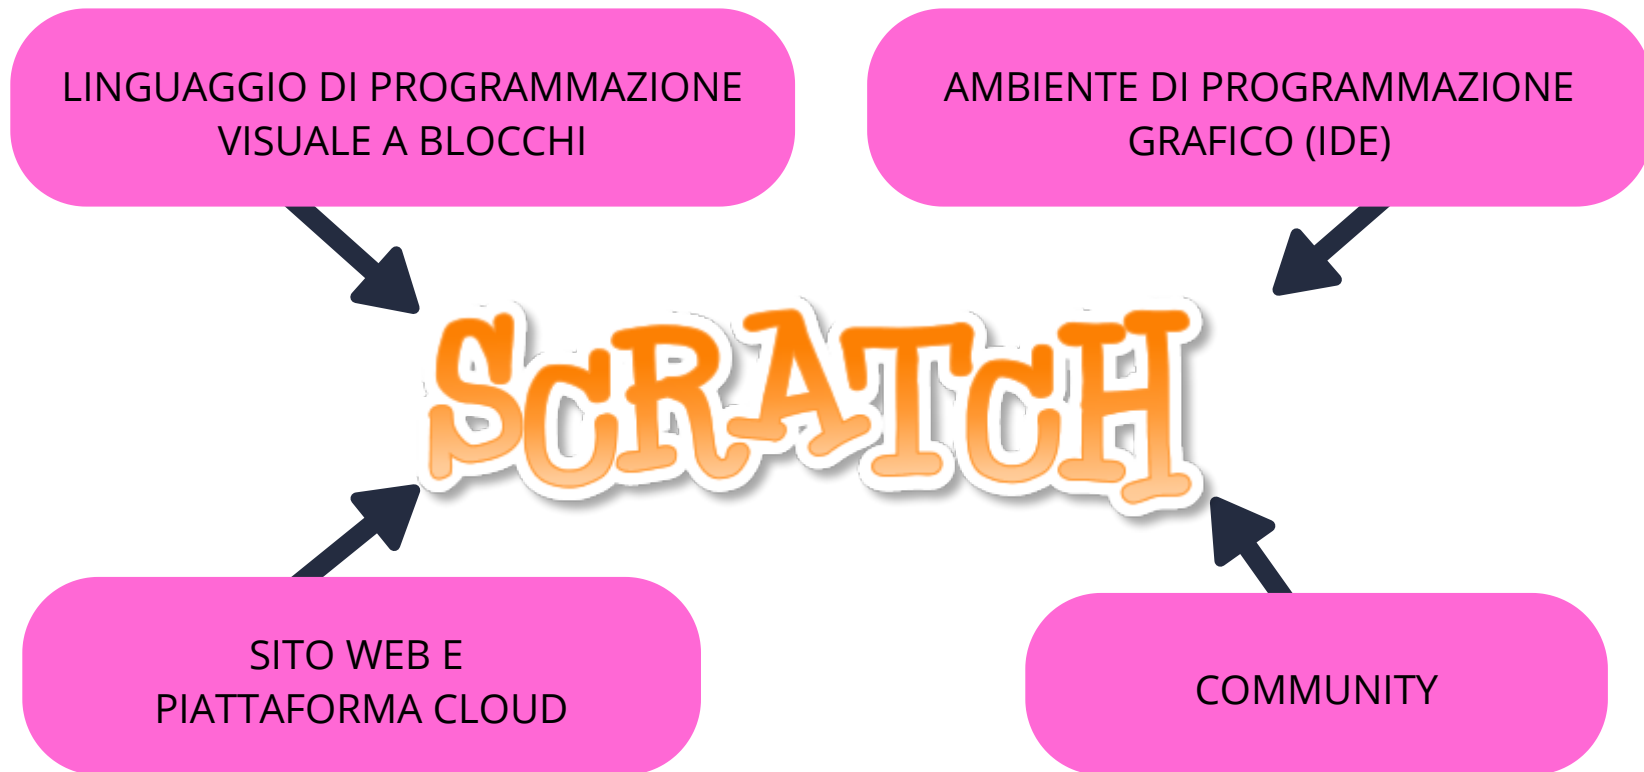 LINGUAGGIO DI PROGRAMMAZIONE
VISUALE A BLOCCHI
AMBIENTE DI PROGRAMMAZIONE
GRAFICO (IDE)
SCRATCH
SITO WEB E
PIATTAFORMA CLOUD
COMMUNITY